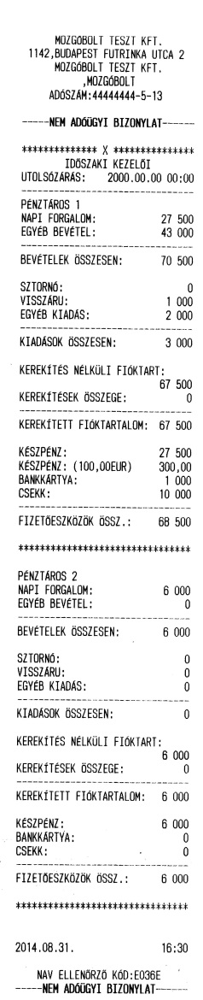 MOZGÓBOLT TESZT KFT.
1142,BUDAPEST FUTRINKA UTCA 2
MOZGÓBOLT TESZT KFT.
,MOZGÓBOLT
ADÓSZÁM:44444444-5-13
-----NEM ADÓÜGYI BIZONYLAT------
************** X ***************
IDŐSZAKI KEZELŐI
UTOLSÓZÁRÁS: 2000.00.00 00:00
PÉNZTÁROS 1
NAPI FORGALOM: 27 500
EGYÉB BEVÉTEL: 43 000
BEVÉTELEK ÖSSZESEN: 70 500
SZTORNÓ: 0
VISSZÁRU: 1 000
EGYÉB KIADÁS: 2 000
KIADÁSOK ÖSSZESEN: 3 000
KEREKÍTÉS NÉLKÜLI FIÓKTART:
67 500
KEREKÍTÉSEK ÖSSZEGE: 0
KEREKÍTETT FIÓKTARTALOM: 67 500
KÉSZPÉNZ: 27 500
KÉSZPÉNZ: (100,00EUR) 300,00
BANKKÁRTYA: 1 000
CSEKK: 10 000
FIZETŐESZKÖZÖK ÖSSZ.: 68 500
********************************
PÉNZTÁROS 2
NAPI FORGALOM: 6 000
EGYÉB BEVÉTEL: 0
BEVÉTELEK ÖSSZESEN: 6 000
SZTORNÓ: 0
VISSZÁRU: 0
EGYÉB KIADÁS: 0
KIADÁSOK ÖSSZESEN: 0
KEREKÍTÉS NÉLKÜLI FIÓKTART:
6 000
KEREKÍTÉSEK ÖSSZEGE: 0
KEREKÍTETT FIÓKTARTALOM: 6 000
KÉSZPÉNZ: 6 000
BANKKÁRTYA: 0
CSEKK: 0
FIZETŐESZKÖZÖK ÖSSZ.: 6 000
********************************
2014.08.31. 16:30
NAV ELLENŐRZŐ KÓD:E036E
-----NEM ADÓÜGYI BIZONYLAT------